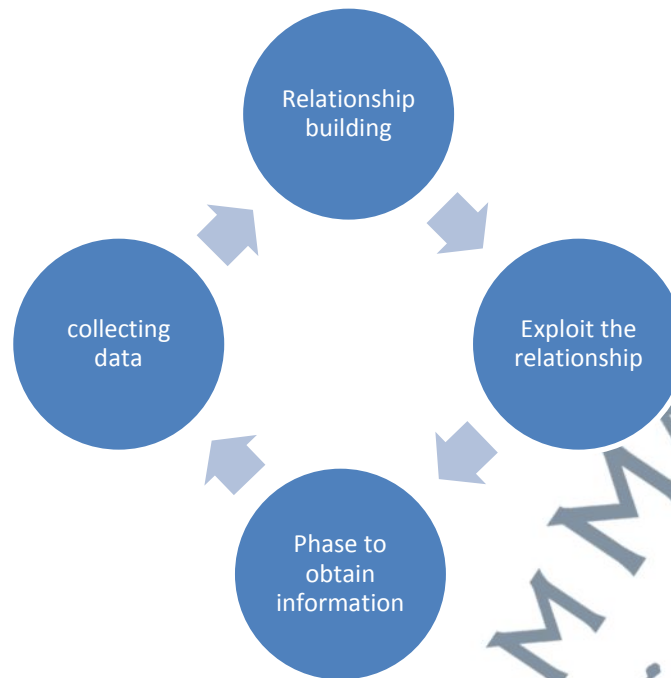 Relationship
building
collecting
data
Exploit the
relationship
Phase to
obtain
information